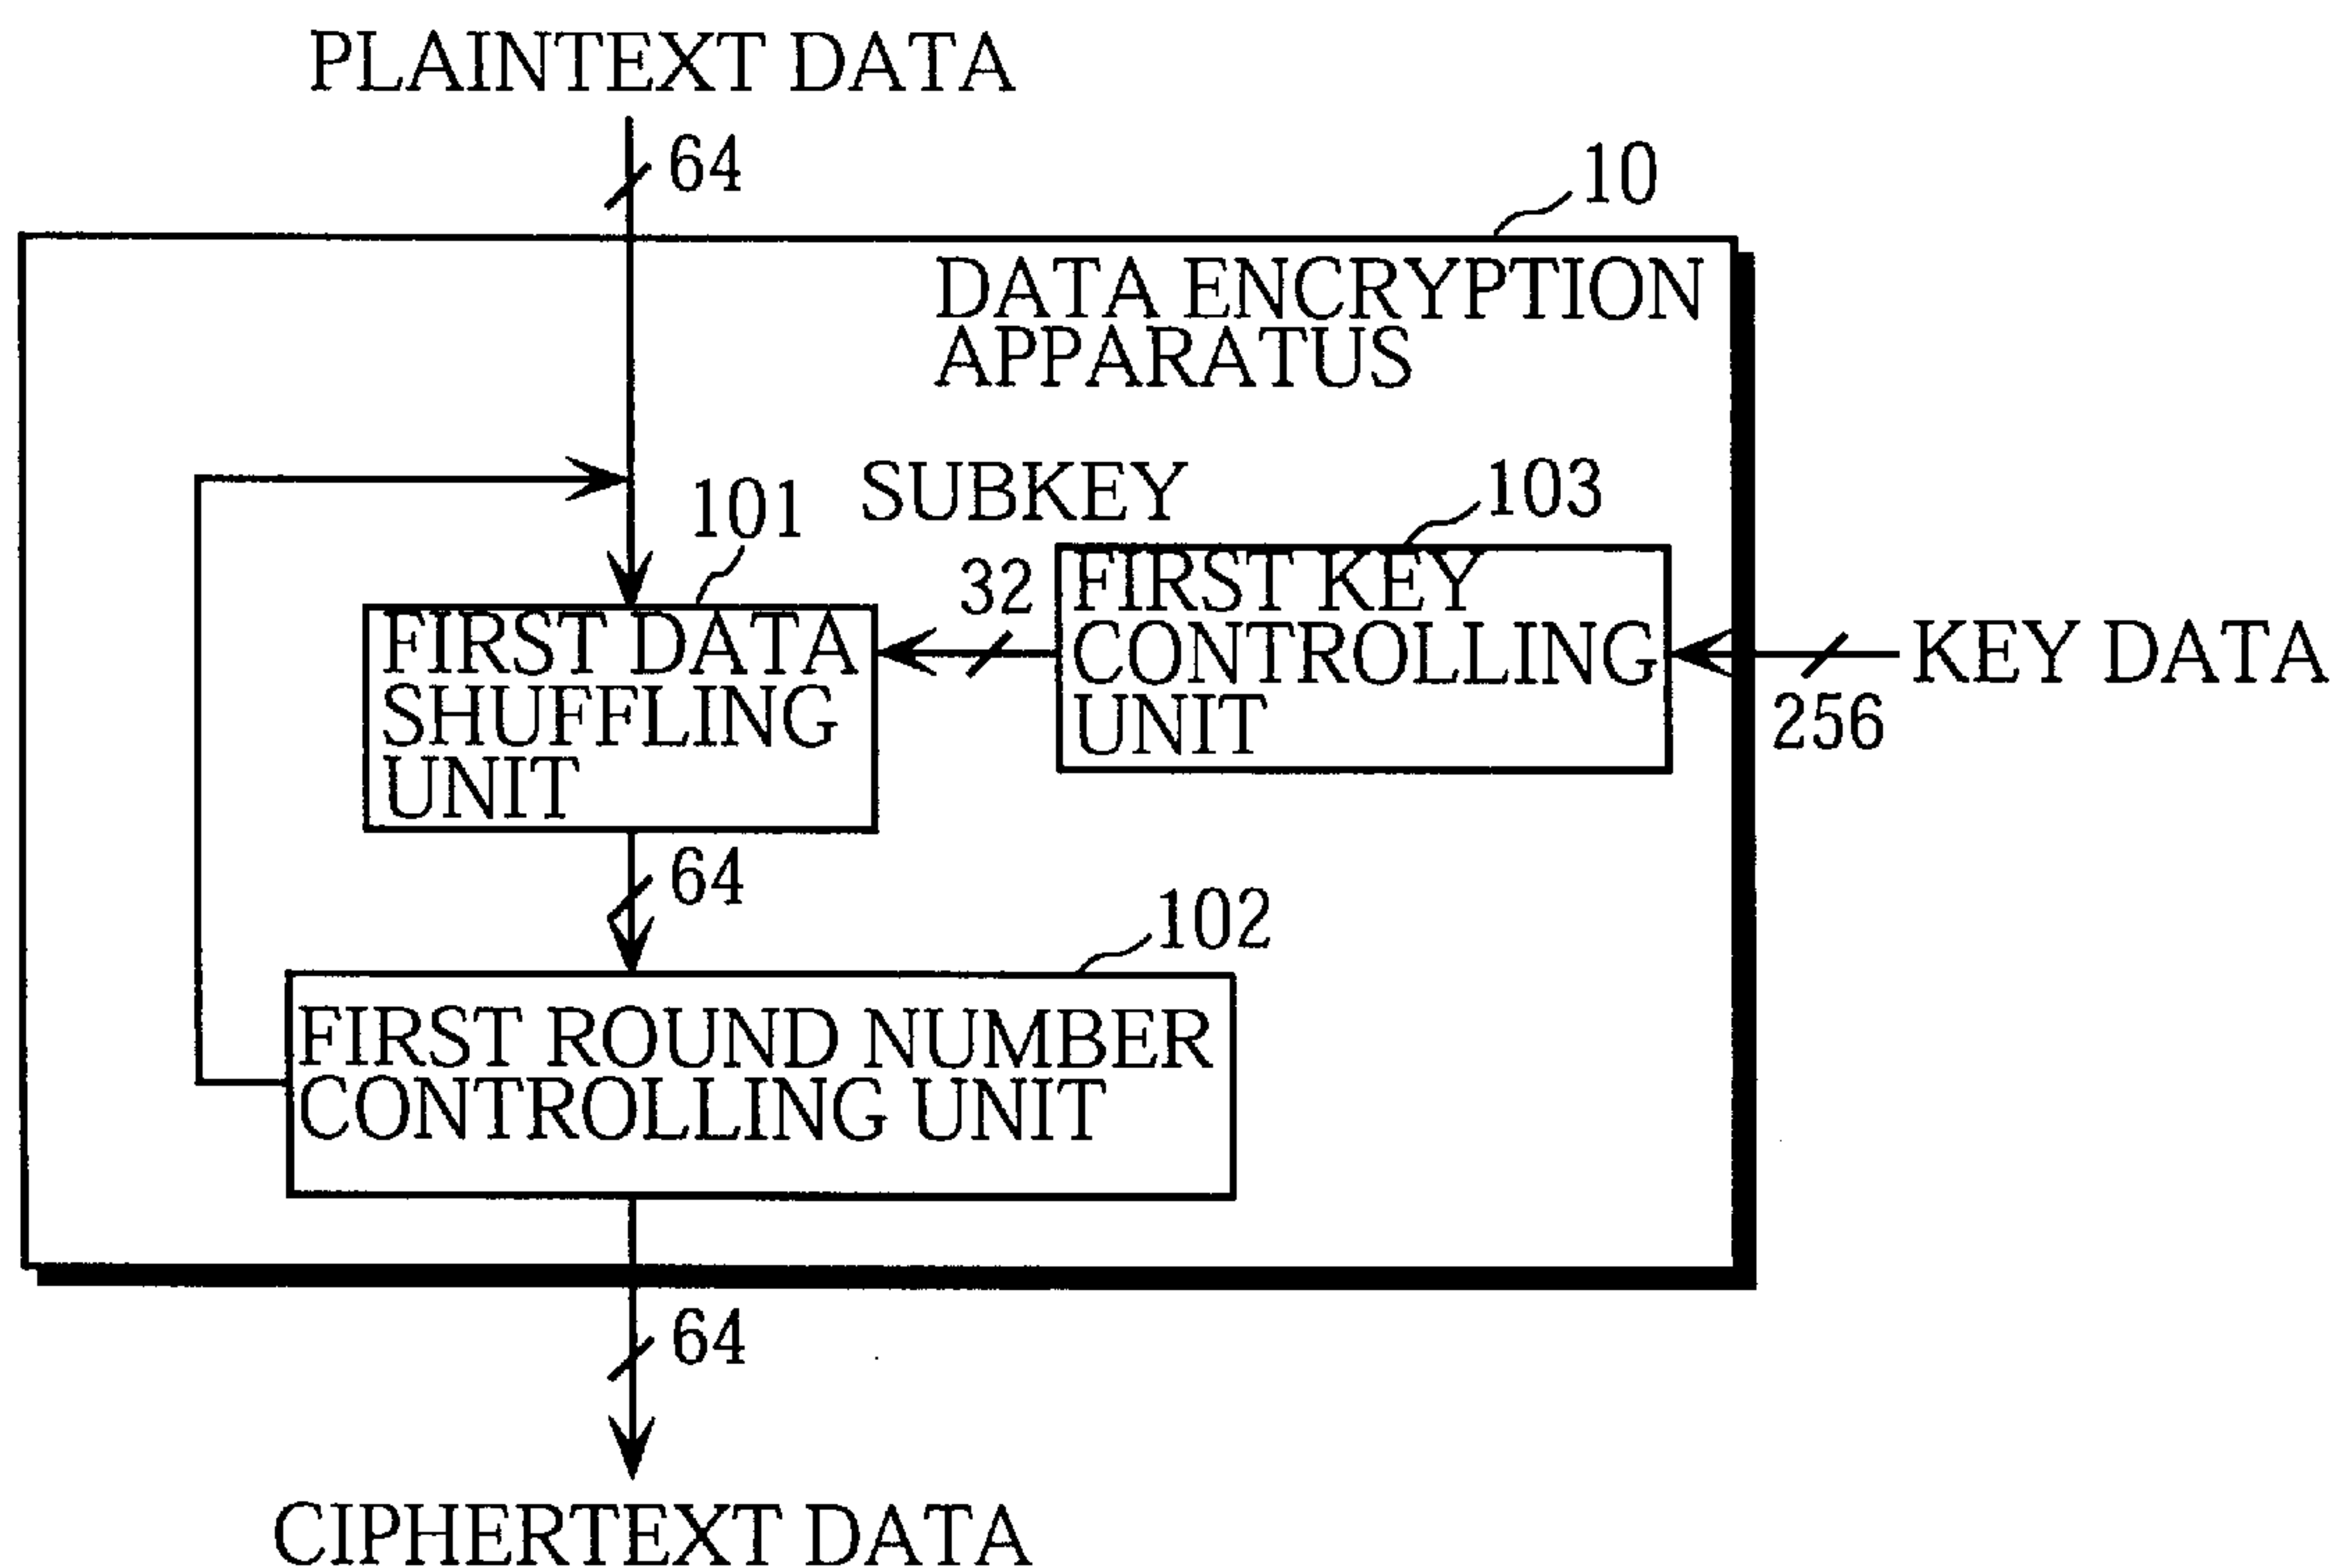 PLAINTEXT DATA
64
10
DATA ENCRYPTION
APPARATUS
SUBKEY
101
103
32
FIRST KEY
CONTROLLING
UNIT
KEY DATA
256
FIRST DATA
SHUFFLING
UNIT
64
102
FIRST ROUND NUMBER
CONTROLLING UNIT
64
CIPHERTEXT DATA